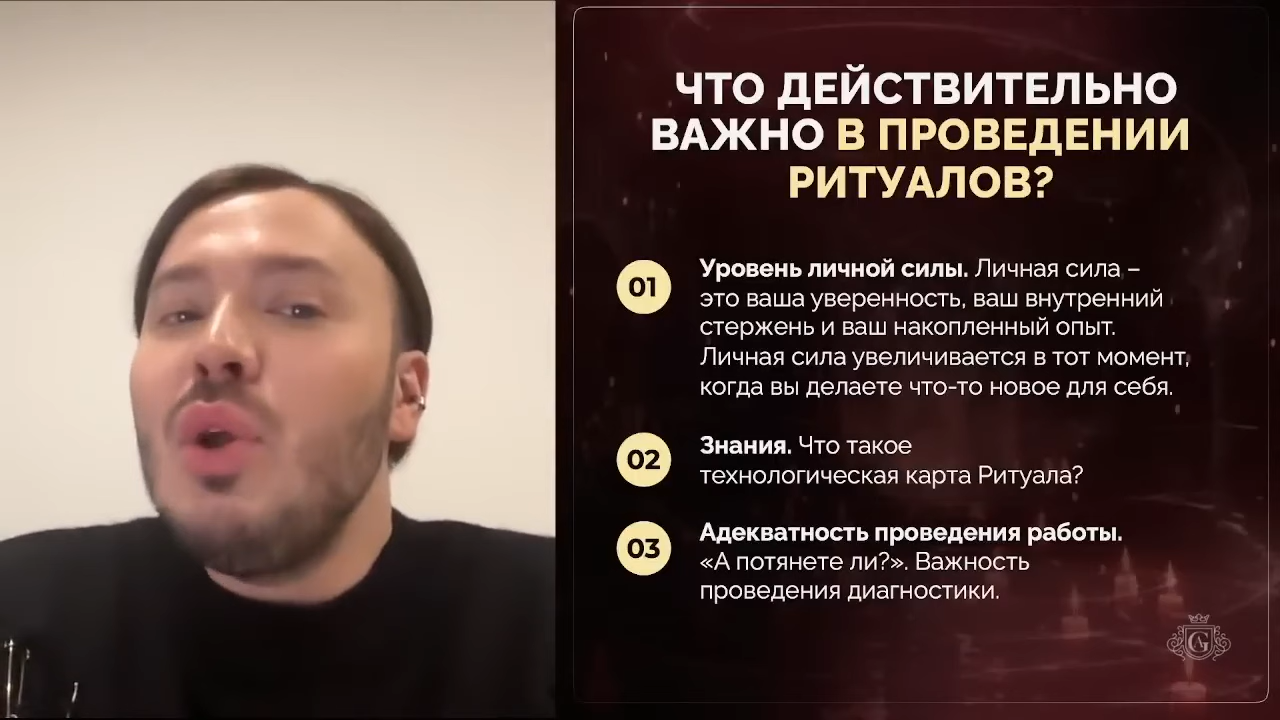 ЧТО ДЕЙСТВИТЕЛЬНО
ВАЖНО В ПРОВЕДЕНИИ
РИТУАЛОВ?
01
Уровень личной силы. Личная сила –
это ваша уверенность, ваш внутренний
стержень и ваш накопленный опыт.
Личная сила увеличивается в тот момент,
когда вы делаете что-то новое для себя.
02
Знания. Что такое
технологическая карта Ритуала?
03
Адекватность проведения работы.
«А потянете ли?». Важность
проведения диагностики.